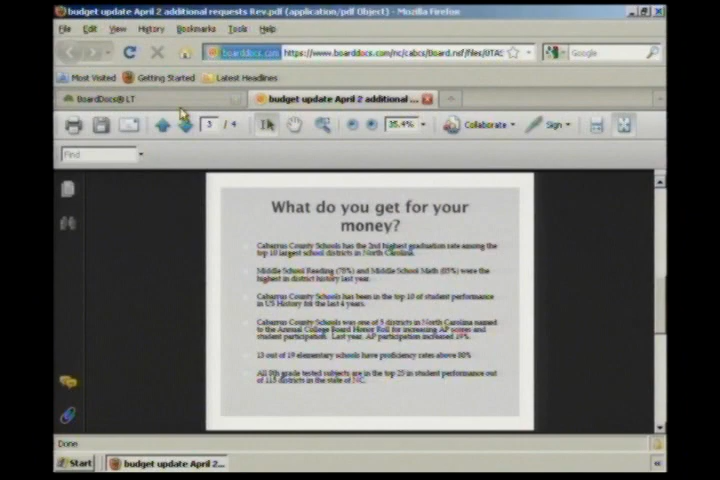 budget update April 2 additional requests Rev.pdf (application/pdf Object) - Mozilla Firefox
File Edit View History Bookmarks Tools Help
boarddocs.com https://www.boarddocs.com/nc/cabcs/Board.nsf/files/ Google
Most Visited Getting Started Latest Headlines
BoardDocs® LT budget update April 2 additional ...
3 / 4 35.4% Collaborate Sign
Find
What do you get for your
money?
Cabarrus County Schools has the 2nd highest graduation rate among the
top 10 largest school districts in North Carolina.
Middle School Reading (78%) and Middle School Math (85%) were the
highest in district history last year.
Cabarrus County Schools has been in the top 10 of student performance
in US History for the last 4 years.
Cabarrus County Schools was one of 5 districts in North Carolina named
to the Annual College Board Honor Roll for increasing AP scores and
student participation. Last year, AP participation increased 19%.
13 out of 19 elementary schools have proficiency rates above 80%
All 8th grade tested subjects are in the top 25 in student performance out
of 115 districts in the state of NC.
Done
Start budget update April 2...